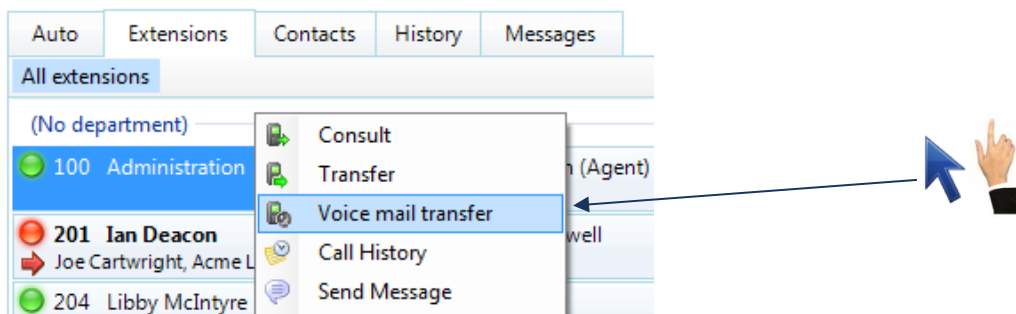 Auto Extensions Contacts History Messages
All extensions
(No department)
Consult
100 Administration (Agent)
Transfer
Voice mail transfer
201 Ian Deacon
Call History
Joe Cartwright, Acme
Send Message
204 Libby McIntyre